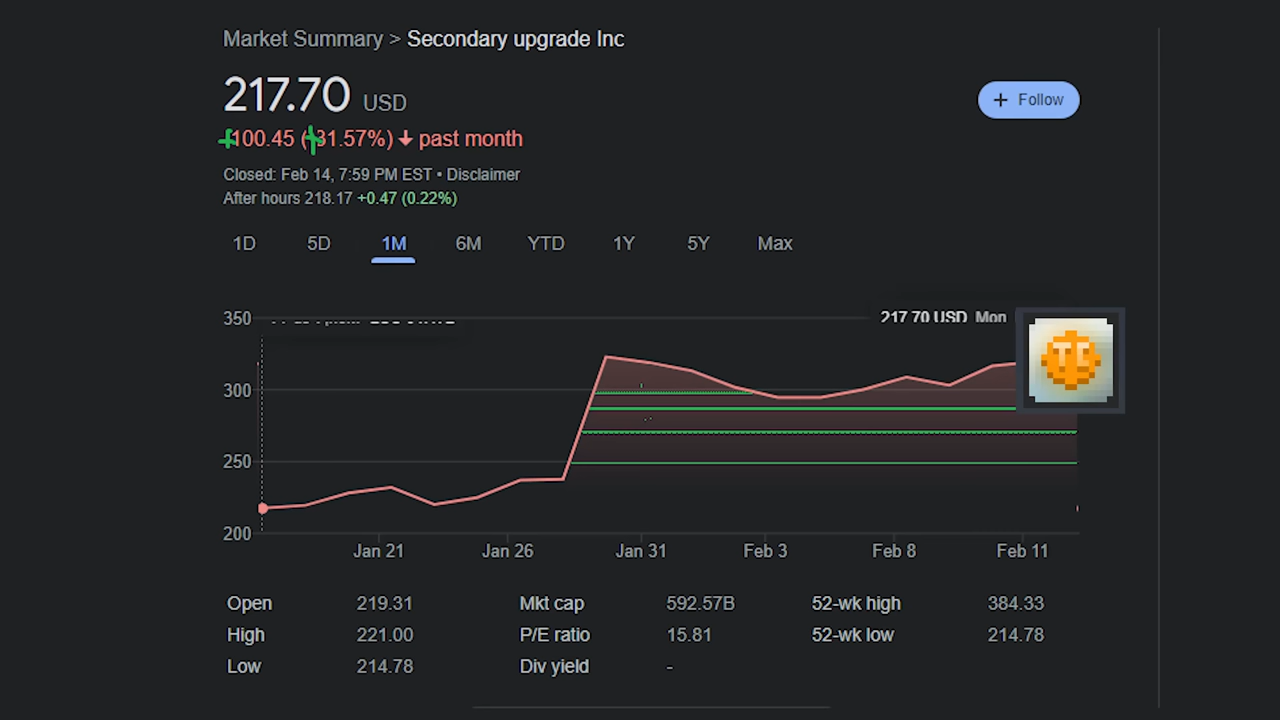 Market Summary > Secondary upgrade Inc
217.70 USD
+ Follow
+100.45 (+31.57%) ↓ past month
Closed: Feb 14, 7:59 PM EST • Disclaimer
After hours 218.17 +0.47 (0.22%)
1D 5D 1M 6M YTD 1Y 5Y Max
217.70 USD Mon
350
300
250
200
Jan 21 Jan 26 Jan 31 Feb 3 Feb 8 Feb 11
Open 219.31 Mkt cap 592.57B 52-wk high 384.33
High 221.00 P/E ratio 15.81 52-wk low 214.78
Low 214.78 Div yield -